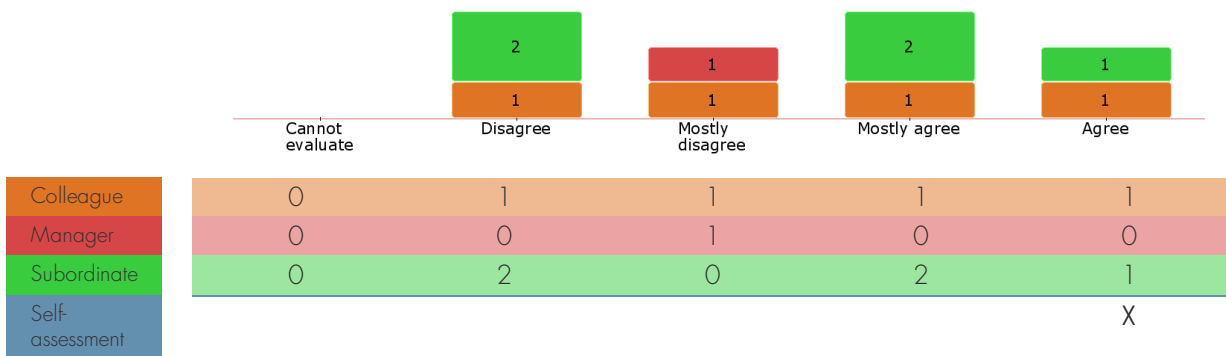 2 1 2 1
1 1 1 1
Cannot evaluate Disagree Mostly disagree Mostly agree Agree
Colleague 0 1 1 1 1
Manager 0 0 1 0 0
Subordinate 0 2 0 2 1
Self-
assessment X